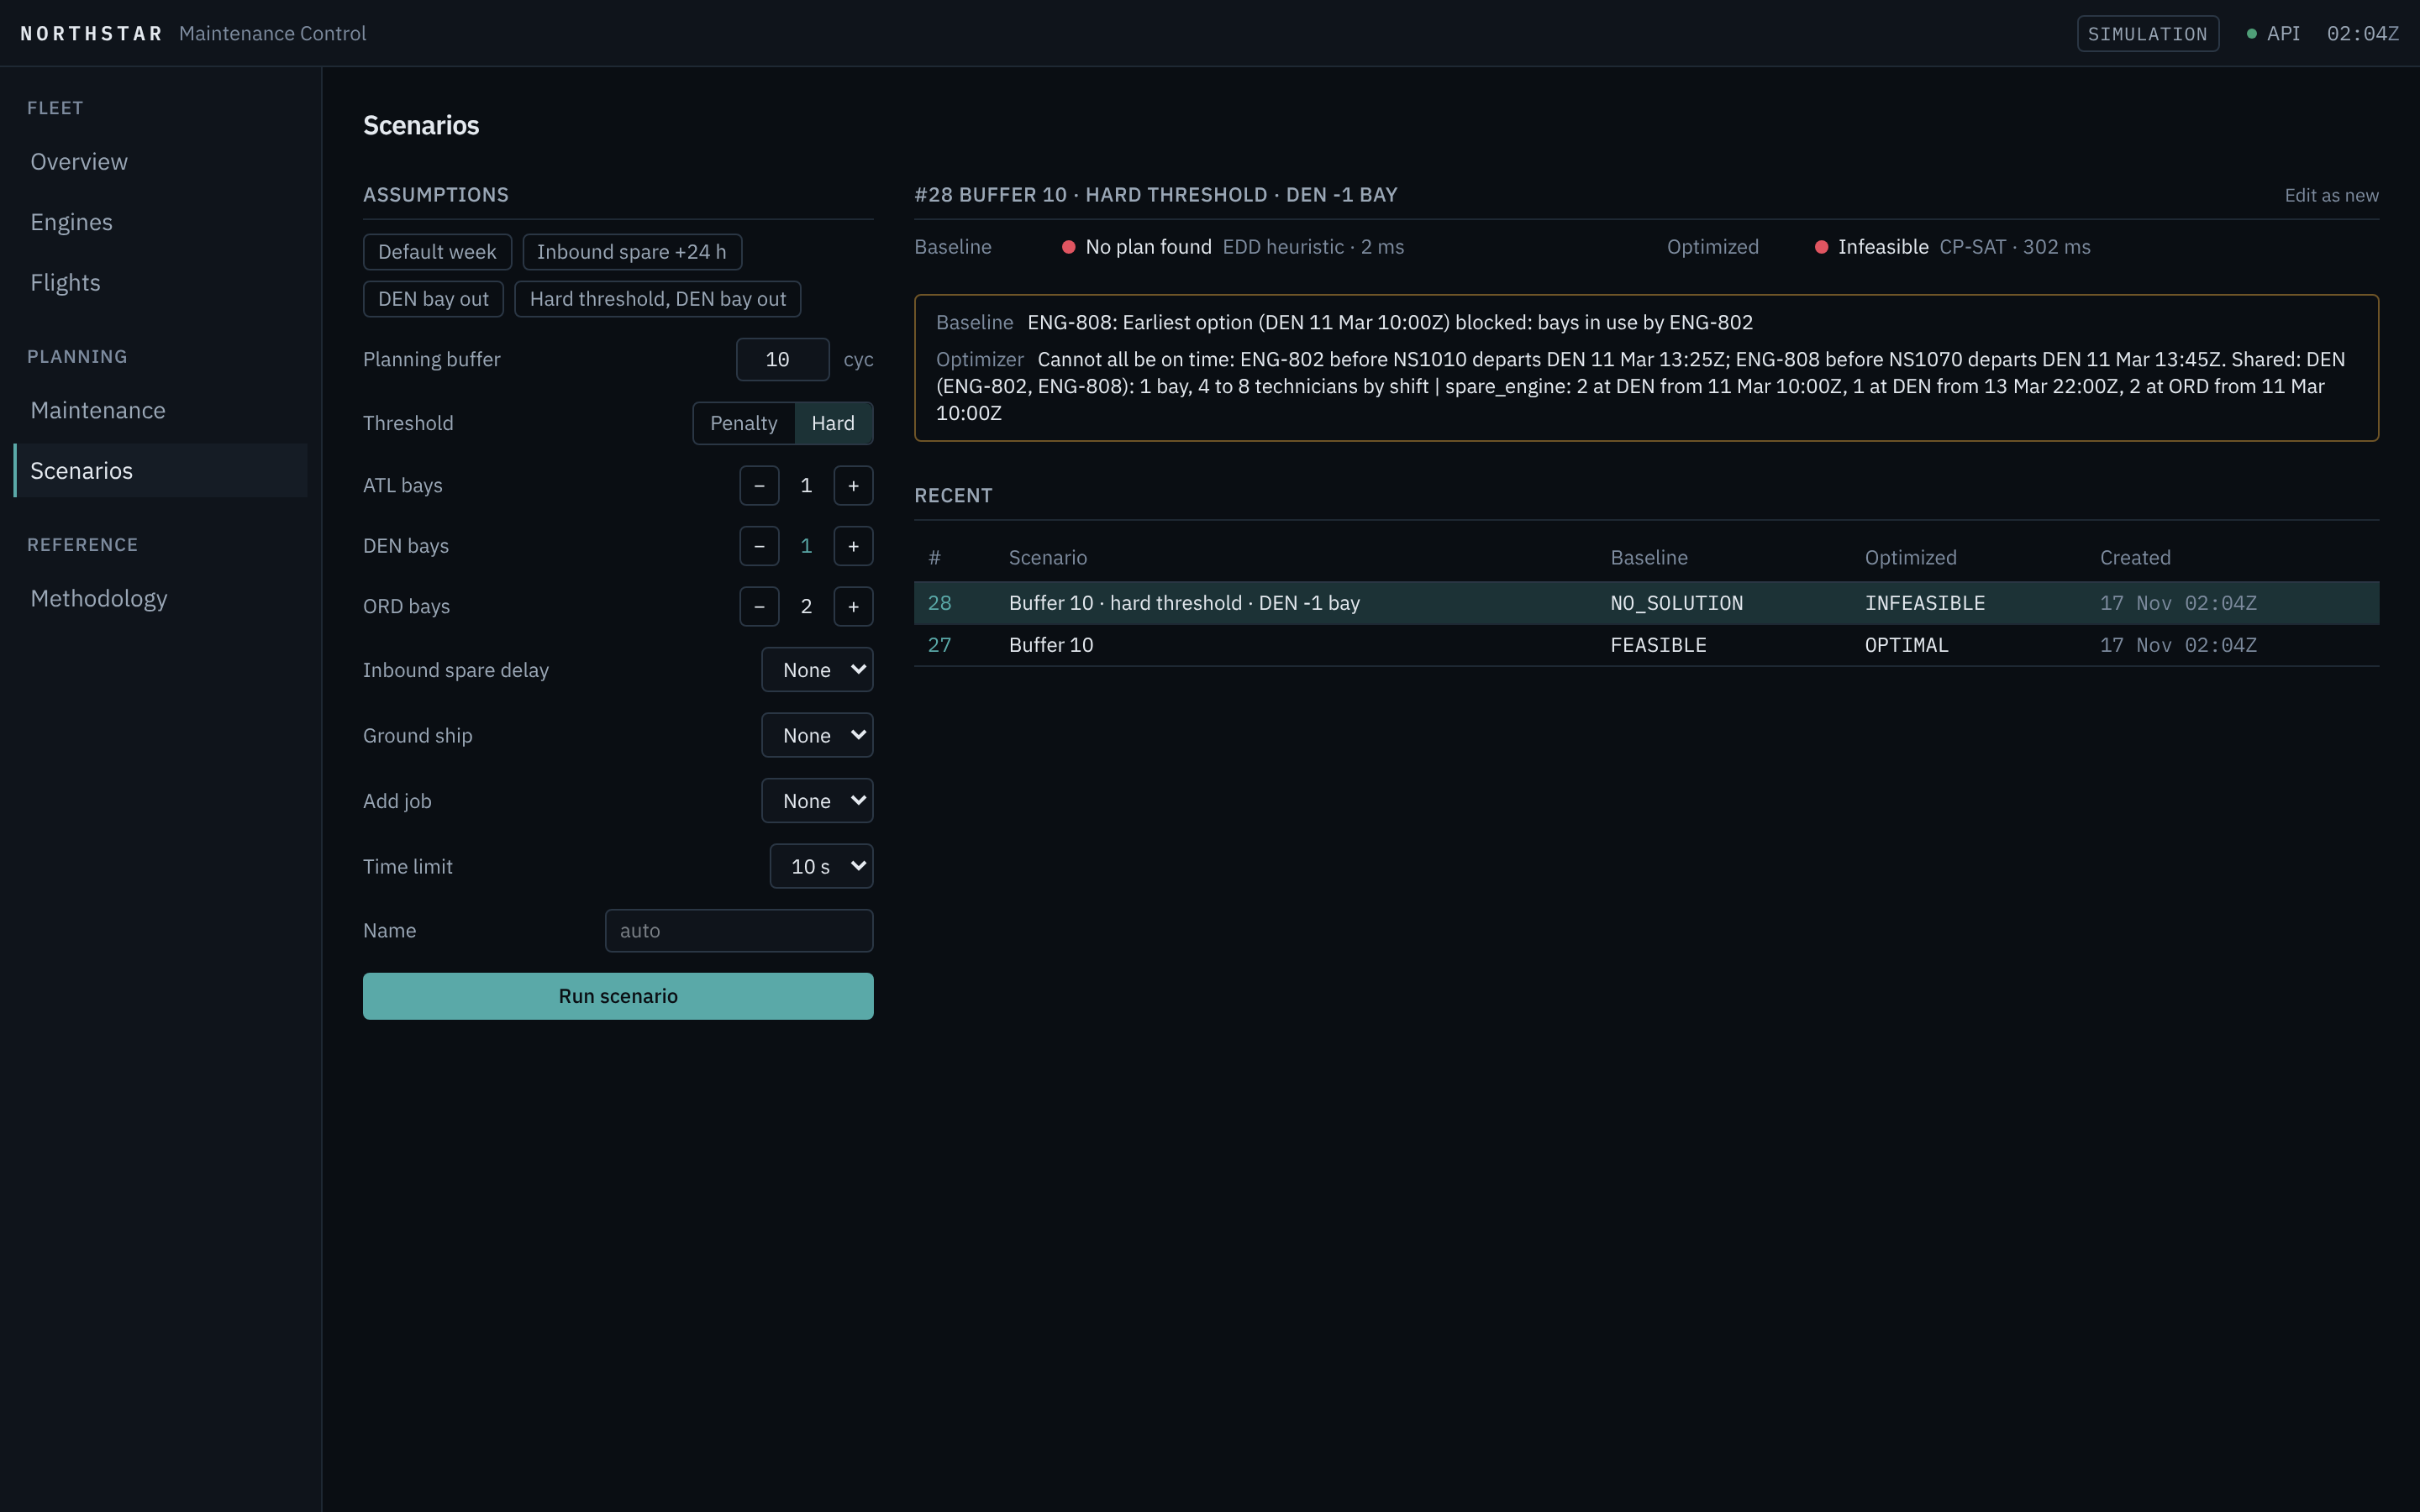 NORTHSTAR Maintenance Control
SIMULATION API 02:04Z
FLEET
Overview
Engines
Flights
PLANNING
Maintenance
Scenarios
REFERENCE
Methodology
Scenarios
ASSUMPTIONS
Default week Inbound spare +24 h
DEN bay out Hard threshold, DEN bay out
Planning buffer 10 cyc
Threshold Penalty Hard
ATL bays − 1 +
DEN bays − 1 +
ORD bays − 2 +
Inbound spare delay None
Ground ship None
Add job None
Time limit 10 s
Name auto
Run scenario
#28 BUFFER 10 · HARD THRESHOLD · DEN -1 BAY Edit as new
Baseline No plan found EDD heuristic · 2 ms Optimized Infeasible CP-SAT · 302 ms
Baseline ENG-808: Earliest option (DEN 11 Mar 10:00Z) blocked: bays in use by ENG-802
Optimizer Cannot all be on time: ENG-802 before NS1010 departs DEN 11 Mar 13:25Z; ENG-808 before NS1070 departs DEN 11 Mar 13:45Z. Shared: DEN
(ENG-802, ENG-808): 1 bay, 4 to 8 technicians by shift | spare_engine: 2 at DEN from 11 Mar 10:00Z, 1 at DEN from 13 Mar 22:00Z, 2 at ORD from 11 Mar
10:00Z
RECENT
# Scenario Baseline Optimized Created
28 Buffer 10 · hard threshold · DEN -1 bay NO_SOLUTION INFEASIBLE 17 Nov 02:04Z
27 Buffer 10 FEASIBLE OPTIMAL 17 Nov 02:04Z